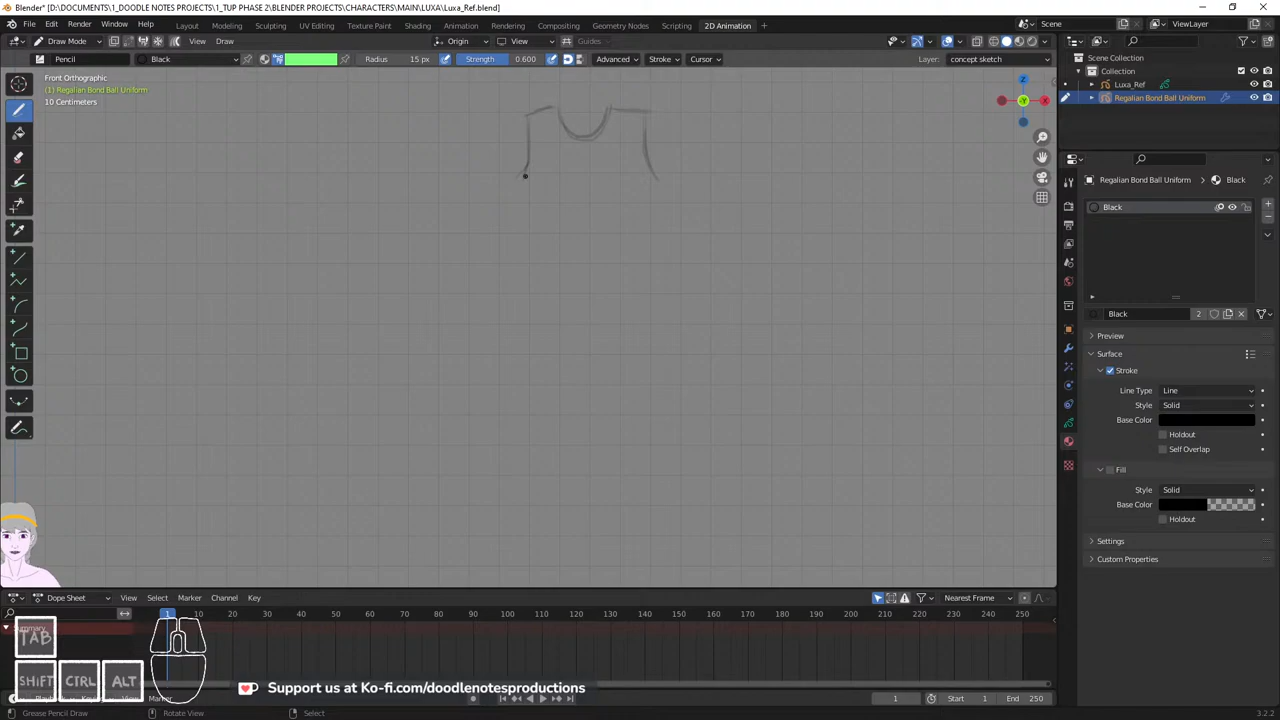 Blender* [D:\DOCUMENTS\1_DOODLE NOTES PROJECTS\1_TUP PHASE 2\BLENDER PROJECTS\CHARACTERS\MAIN\LUXA\Luxa_Ref.blend]
File Edit Render Window Help Layout Modeling Sculpting UV Editing Texture Paint Shading Animation Rendering Compositing Geometry Nodes Scripting 2D Animation + Scene ViewLayer
Draw Mode View Draw Origin View Guides
Pencil Black Radius 15 px Strength 0.600 Advanced Stroke Cursor Layer: concept sketch
Scene Collection
Collection
Luxa_Ref
Regalian Bond Ball Uniform
Front Orthographic
(1) Regalian Bond Ball Uniform
10 Centimeters
Z
Y
X
Regalian Bond Ball Uniform Black
Black
Black 2
Preview
Surface
Stroke
Line Type Line
Style Solid
Base Color
Holdout
Self Overlap
Fill
Style Solid
Base Color
Holdout
Settings
Custom Properties
Dope Sheet View Select Marker Channel Key Nearest Frame
1 10 20 30 40 50 60 70 80 90 100 110 120 130 140 150 160 170 180 190 200 210 220 230 240 250
Summary
TAB
SHIFT CTRL ALT
Support us at Ko-fi.com/doodlenotesproductions
Playback Marker 1 Start 1 End 250
Grease Pencil Draw Rotate View Select 3.2.2